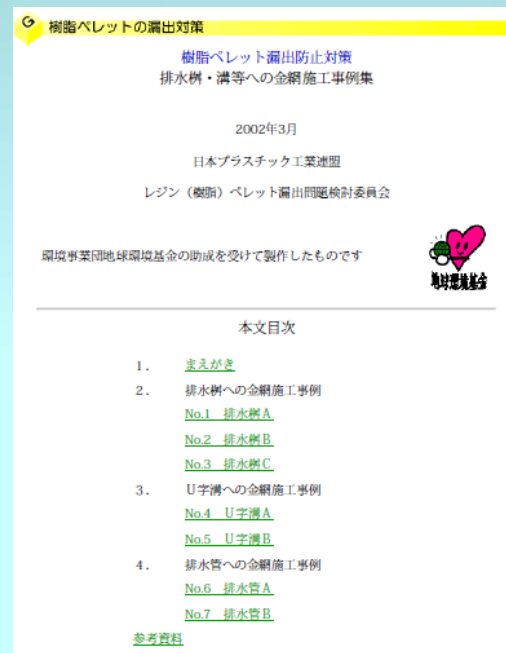 樹脂ペレットの漏出対策
樹脂ペレット漏出防止対策
排水桝・溝等への金網施工事例集
2002年3月
日本プラスチック工業連盟
レジン（樹脂）ペレット漏出問題検討委員会
環境事業団地球環境基金の助成を受けて製作したものです
地球環境基金
本文目次
1． まえがき
2． 排水桝への金網施工事例
No.1 排水桝A
No.2 排水桝B
No.3 排水桝C
3． U字溝への金網施工事例
No.4 U字溝A
No.5 U字溝B
4． 排水管への金網施工事例
No.6 排水管A
No.7 排水管B
参考資料